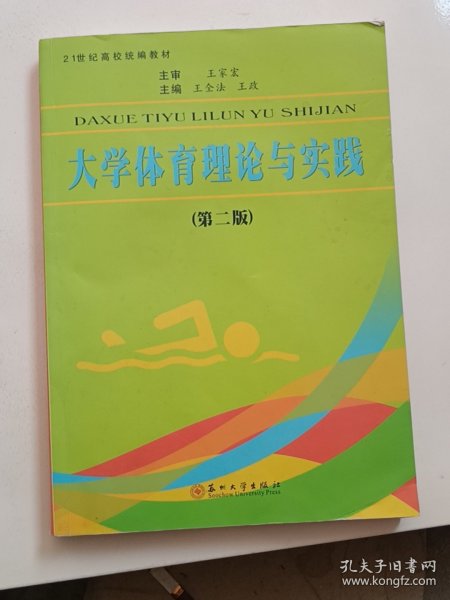 21世纪高校统编教材
主审 王家宏
主编 王全法 王政
DAXUE TIYU LILUN YU SHIJIAN
大学体育理论与实践
(第二版)
苏州大学出版社
Soochow University Press
孔夫子旧书网
www.kongfz.com